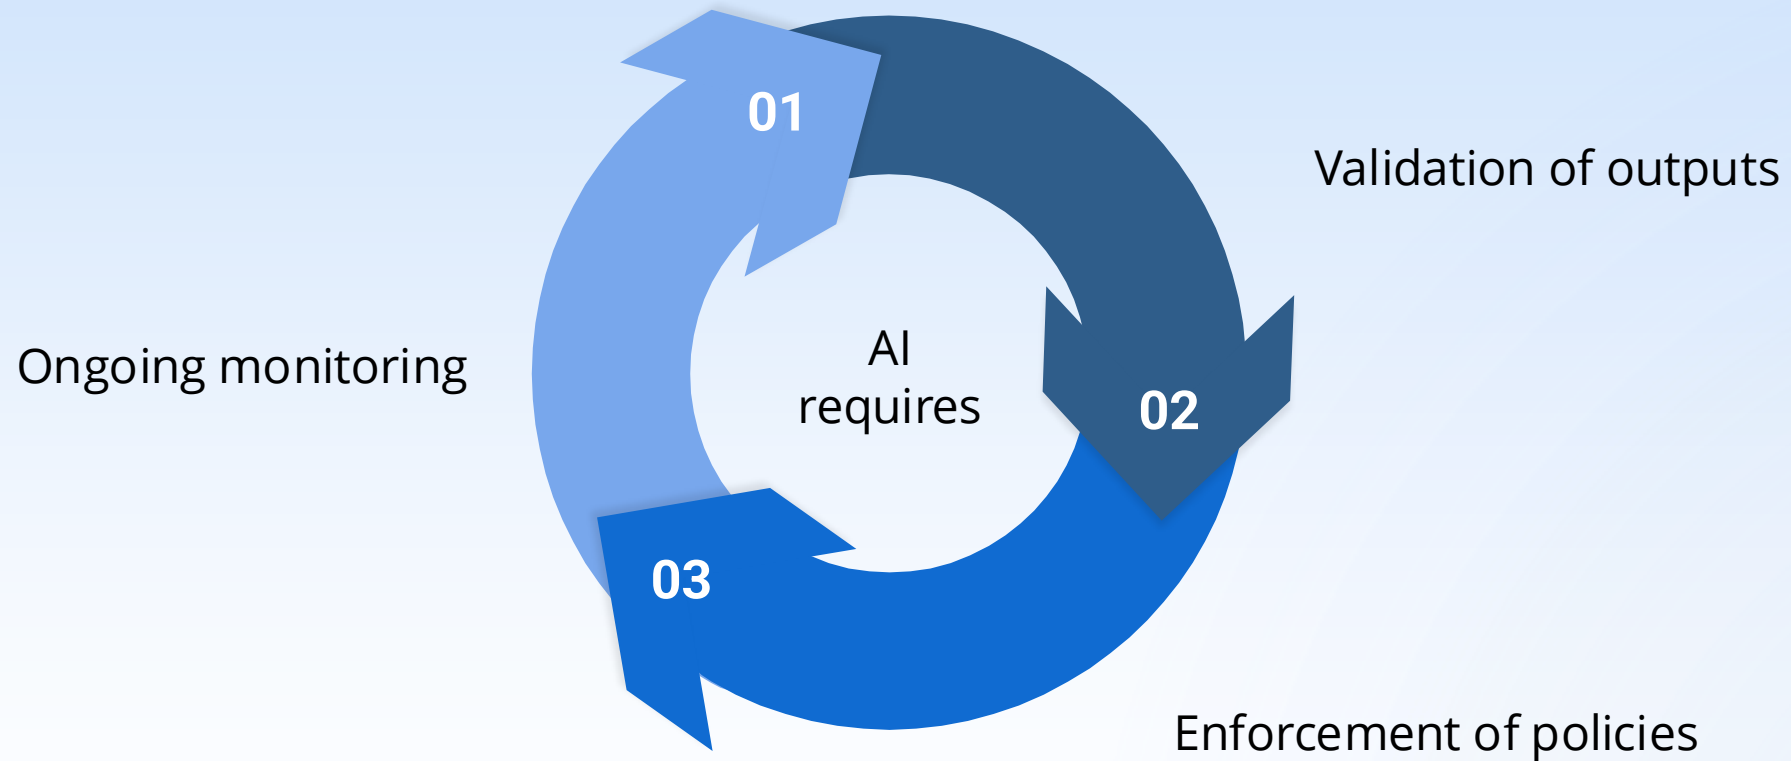 01
Validation of outputs
Ongoing monitoring
AI
requires
02
03
Enforcement of policies